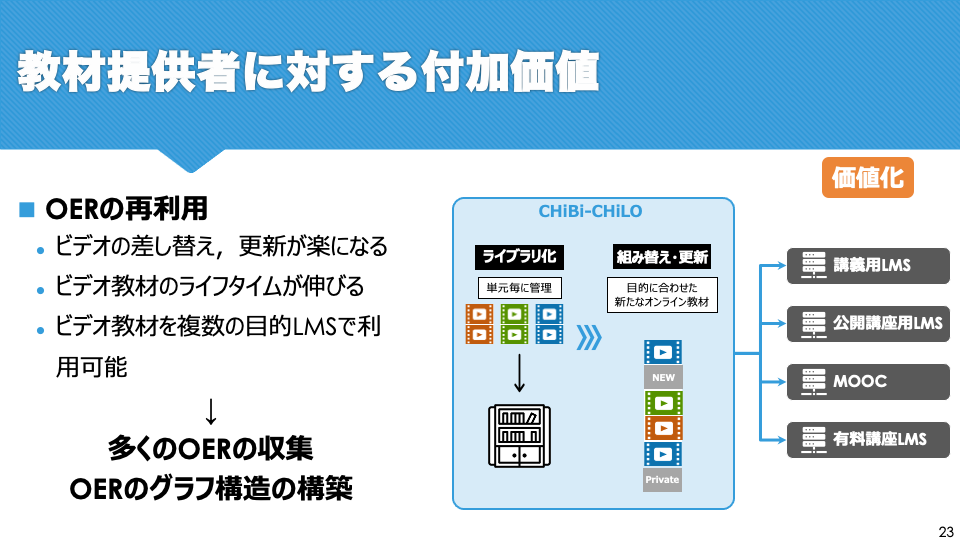 教材提供者に対する付加価値
価値化
OERの再利用
ビデオの差し替え，更新が楽になる
ビデオ教材のライフタイムが伸びる
ビデオ教材を複数の目的LMSで利
用可能
↓
多くのOERの収集
OERのグラフ構造の構築
CHiBi-CHiLO
ライブラリ化
単元毎に管理
組み替え・更新
目的に合わせた
新たなオンライン教材
NEW
Private
講義用LMS
公開講座用LMS
MOOC
有料講座LMS
23